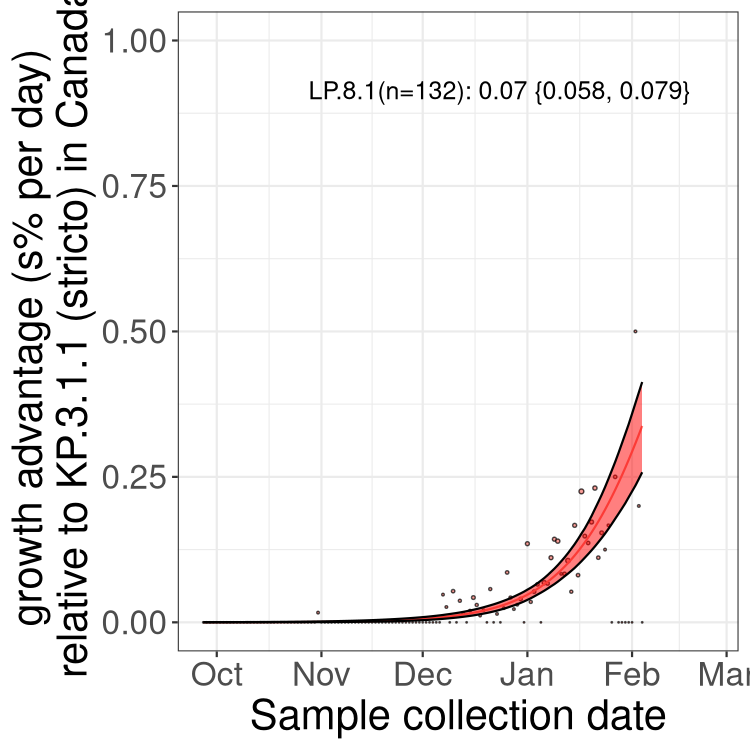 growth advantage (s% per day)
relative to KP.3.1.1 (stricto) in Canada
1.00
0.75
0.50
0.25
0.00
LP.8.1(n=132): 0.07 {0.058, 0.079}
Oct Nov Dec Jan Feb Mar
Sample collection date